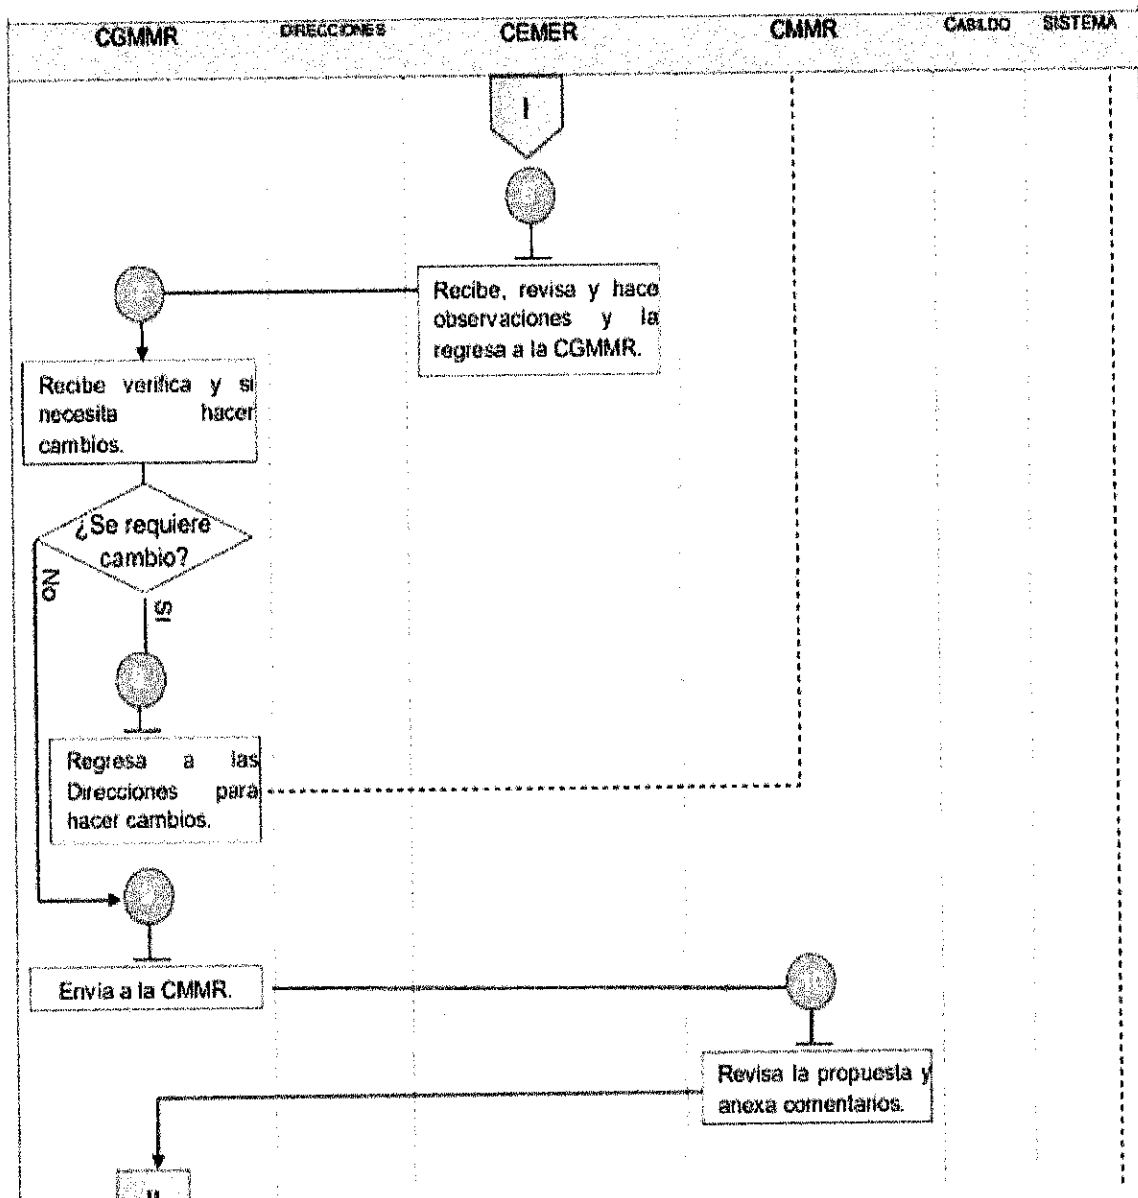 CGMMR DIRECCIONES CEMER CMMR CABILDO SISTEMA
I
Recibe, revisa y hace
observaciones y la
regresa a la CGMMR.
Recibe verifica y si
necesita hacer
cambios.
¿Se requiere
cambio?
No
SI
Regresa a las
Direcciones para
hacer cambios.
Envía a la CMMR.
Revisa la propuesta y
anexa comentarios.
II